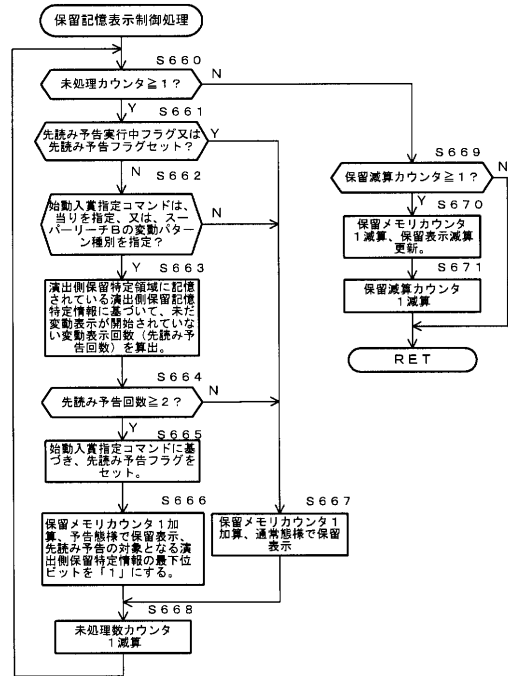 保留記憶表示制御処理
S660
未処理カウンタ≧1?
N
Y
S661
先読み予告実行中フラグ又は
先読み予告フラグセット?
Y
N
S662
始動入賞指定コマンドは、
当りを指定、又は、スー
パーリーチBの変動パター
ン種別を指定?
N
Y
S663
演出側保留特定領域に記憶
されている演出側保留記憶
特定情報に基づいて、未だ
変動表示が開始されていな
い変動表示回数(先読み予
告回数)を算出。
S664
先読み予告回数≧2?
N
Y
S665
始動入賞指定コマンドに基
づき、先読み予告フラグを
セット。
S666
保留メモリカウンタ1加
算、予告態様で保留表示、
先読み予告の対象となる演
出側保留特定情報の最下位
ビットを「1」にする。
S667
保留メモリカウンタ1
加算、通常態様で保留
表示
S668
未処理数カウンタ
1減算
S669
保留減算カウンタ≧1?
N
Y
S670
保留メモリカウンタ
1減算、保留表示減算
更新。
S671
保留減算カウンタ
1減算
RET